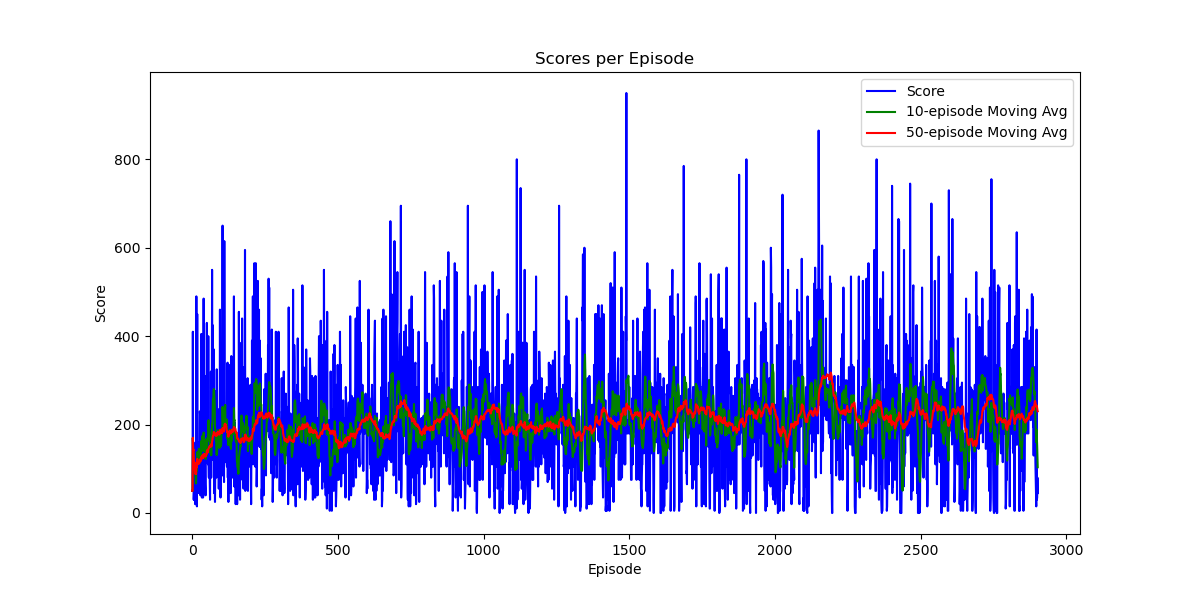 Scores per Episode
Score
10-episode Moving Avg
50-episode Moving Avg
800
600
400
200
0
Score
0 500 1000 1500 2000 2500 3000
Episode